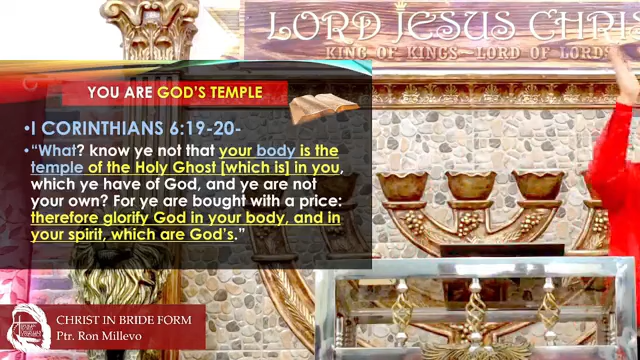 LORD JESUS CHRIS
KING OF KINGS—LORD OF LORDS
YOU ARE GOD'S TEMPLE
•I CORINTHIANS 6:19-20-
•“What? know ye not that your body is the
temple of the Holy Ghost [which is] in you,
which ye have of God, and ye are not
your own? For ye are bought with a price:
therefore glorify God in your body, and in
your spirit, which are God's.”
CHRIST IN BRIDE FORM
Ptr. Ron Millevo